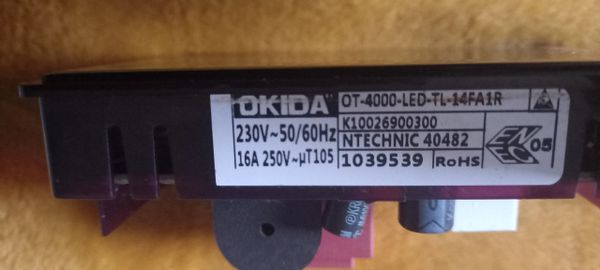 OKIDA
OT-4000-LED-TL-14FA1R
230V~50/60Hz
K10026900300
NTECHNIC 40482
16A 250V~µT105
1039539
RoHS
ENEC
05